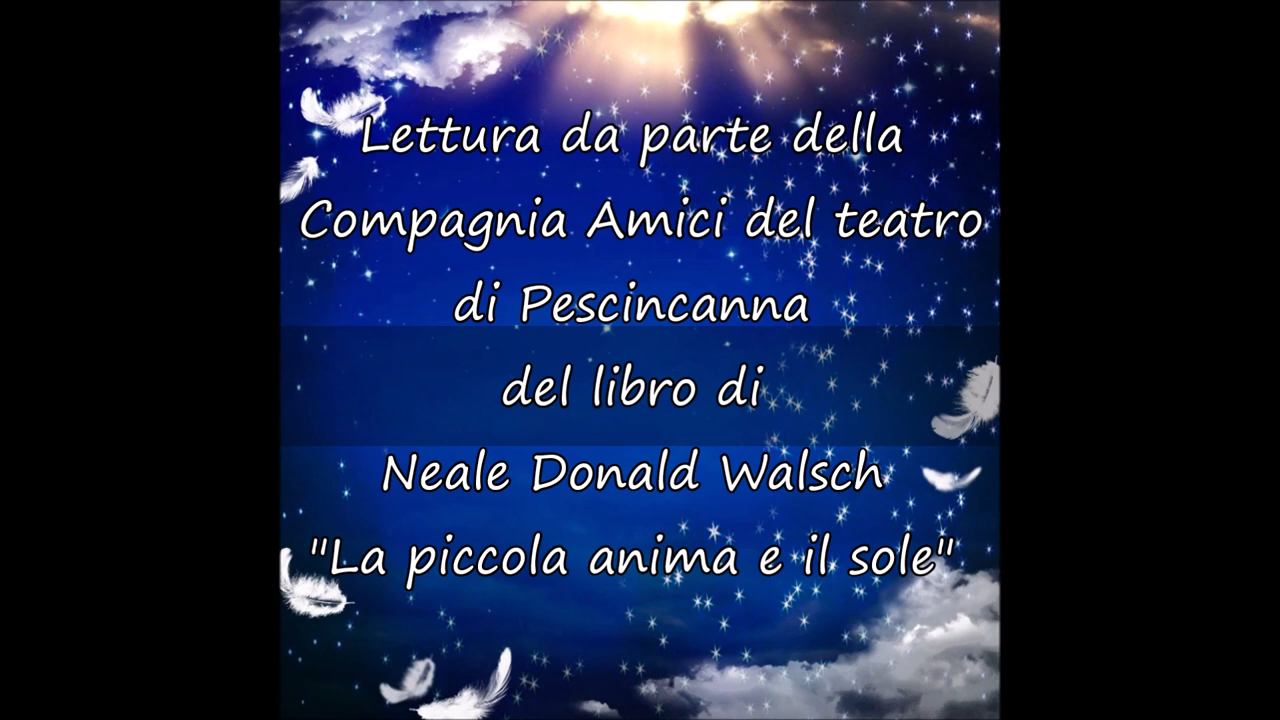 Lettura da parte della
Compagnia Amici del teatro
di Pescincanna
del libro di
Neale Donald Walsch
"La piccola anima e il sole"